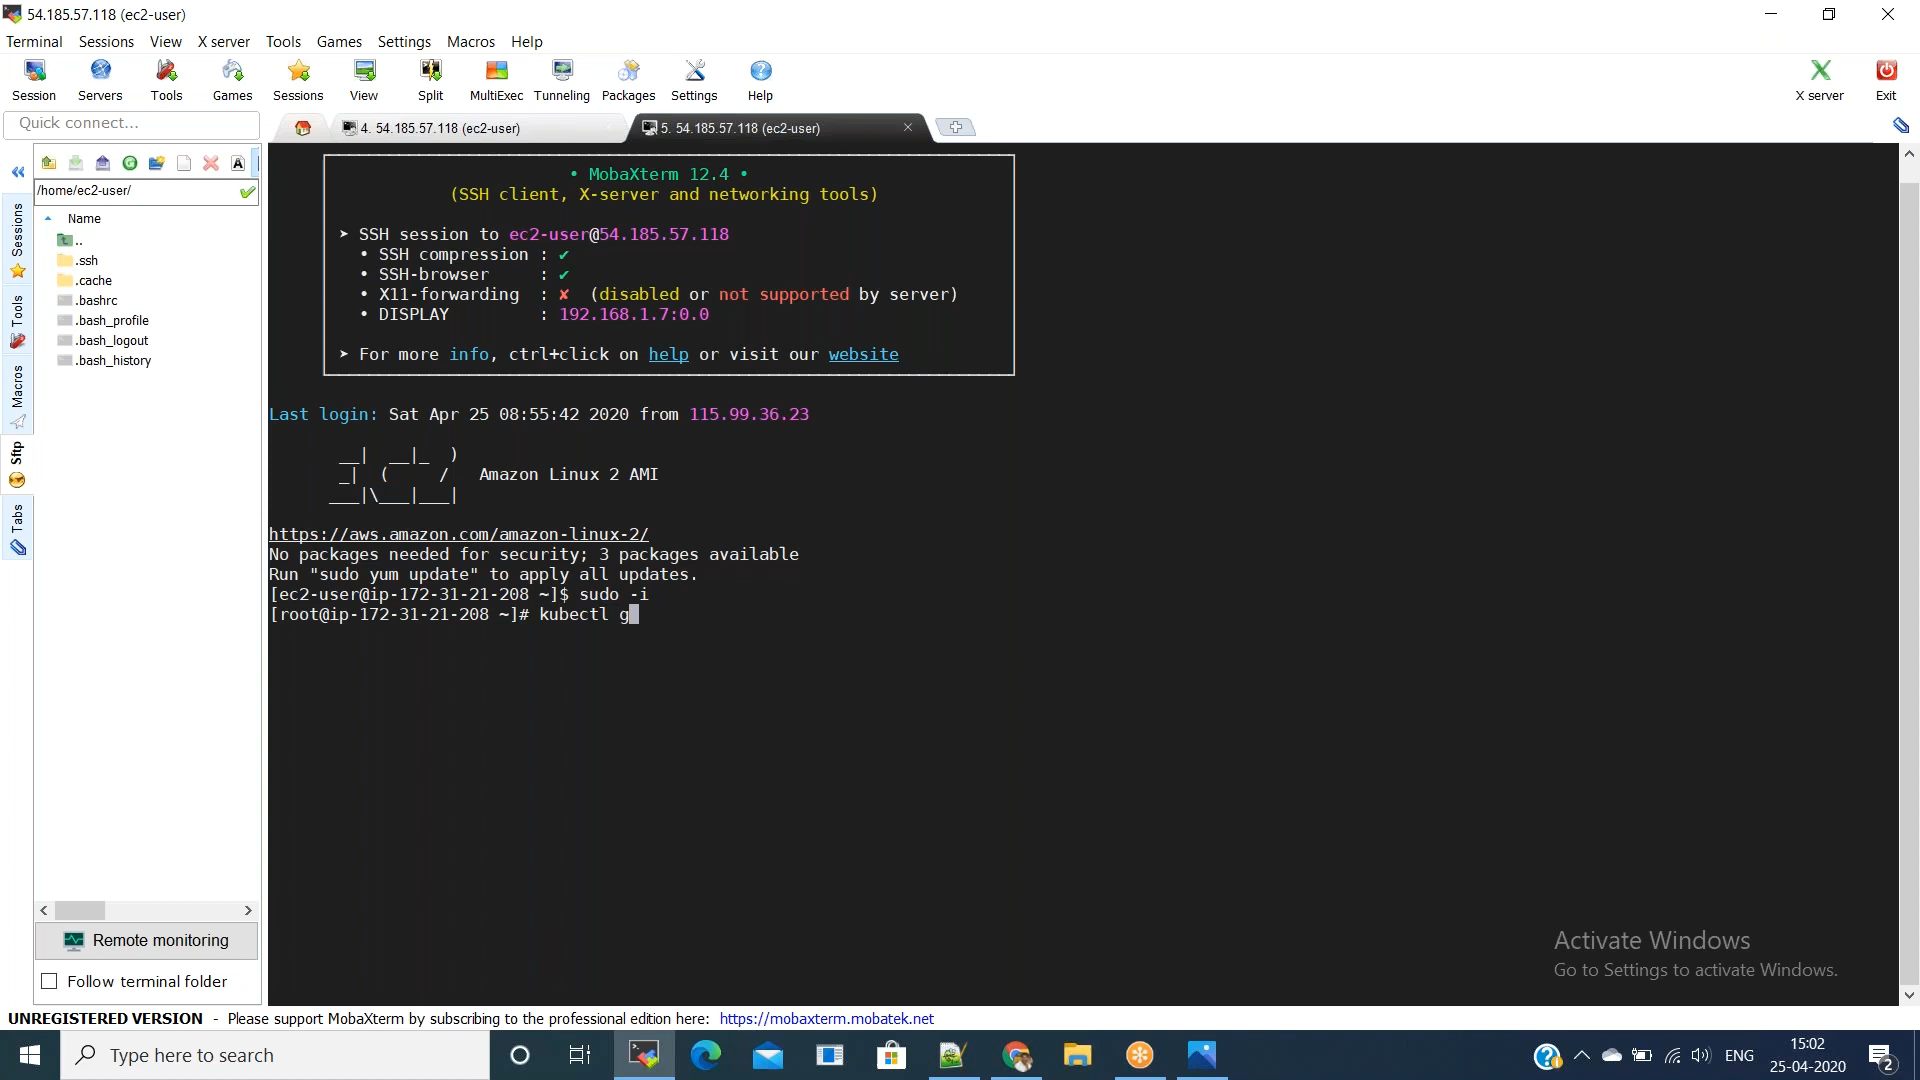 54.185.57.118 (ec2-user)
Terminal Sessions View X server Tools Games Settings Macros Help
Session Servers Tools Games Sessions View Split MultiExec Tunneling Packages Settings Help X server Exit
Quick connect...
4. 54.185.57.118 (ec2-user)
5. 54.185.57.118 (ec2-user)
/home/ec2-user/
Name
..
.ssh
.cache
.bashrc
.bash_profile
.bash_logout
.bash_history
Sessions
Tools
Macros
Sftp
Tabs
Remote monitoring
Follow terminal folder
• MobaXterm 12.4 •
(SSH client, X-server and networking tools)
➤ SSH session to ec2-user@54.185.57.118
• SSH compression : ✔
• SSH-browser : ✔
• X11-forwarding : ✘ (disabled or not supported by server)
• DISPLAY : 192.168.1.7:0.0
➤ For more info, ctrl+click on help or visit our website
Last login: Sat Apr 25 08:55:42 2020 from 115.99.36.23
__| __|_ )
_| ( / Amazon Linux 2 AMI
___|\___|___|
https://aws.amazon.com/amazon-linux-2/
No packages needed for security; 3 packages available
Run "sudo yum update" to apply all updates.
[ec2-user@ip-172-31-21-208 ~]$ sudo -i
[root@ip-172-31-21-208 ~]# kubectl g
Activate Windows
Go to Settings to activate Windows.
UNREGISTERED VERSION - Please support MobaXterm by subscribing to the professional edition here: https://mobaxterm.mobatek.net
Type here to search
ENG
15:02
25-04-2020
2